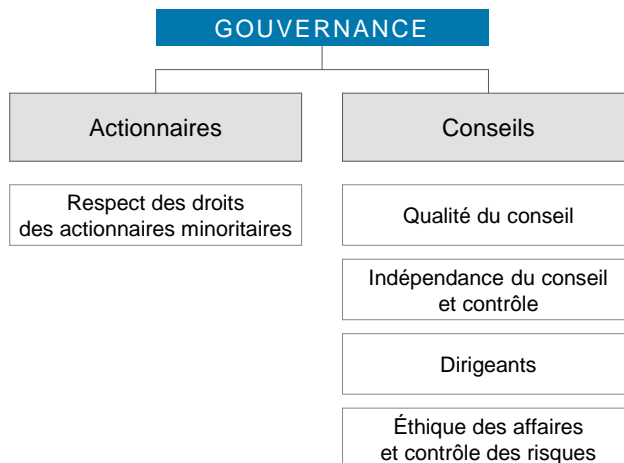 GOUVERNANCE
Actionnaires
Conseils
Respect des droits
des actionnaires minoritaires
Qualité du conseil
Indépendance du conseil
et contrôle
Dirigeants
Éthique des affaires
et contrôle des risques